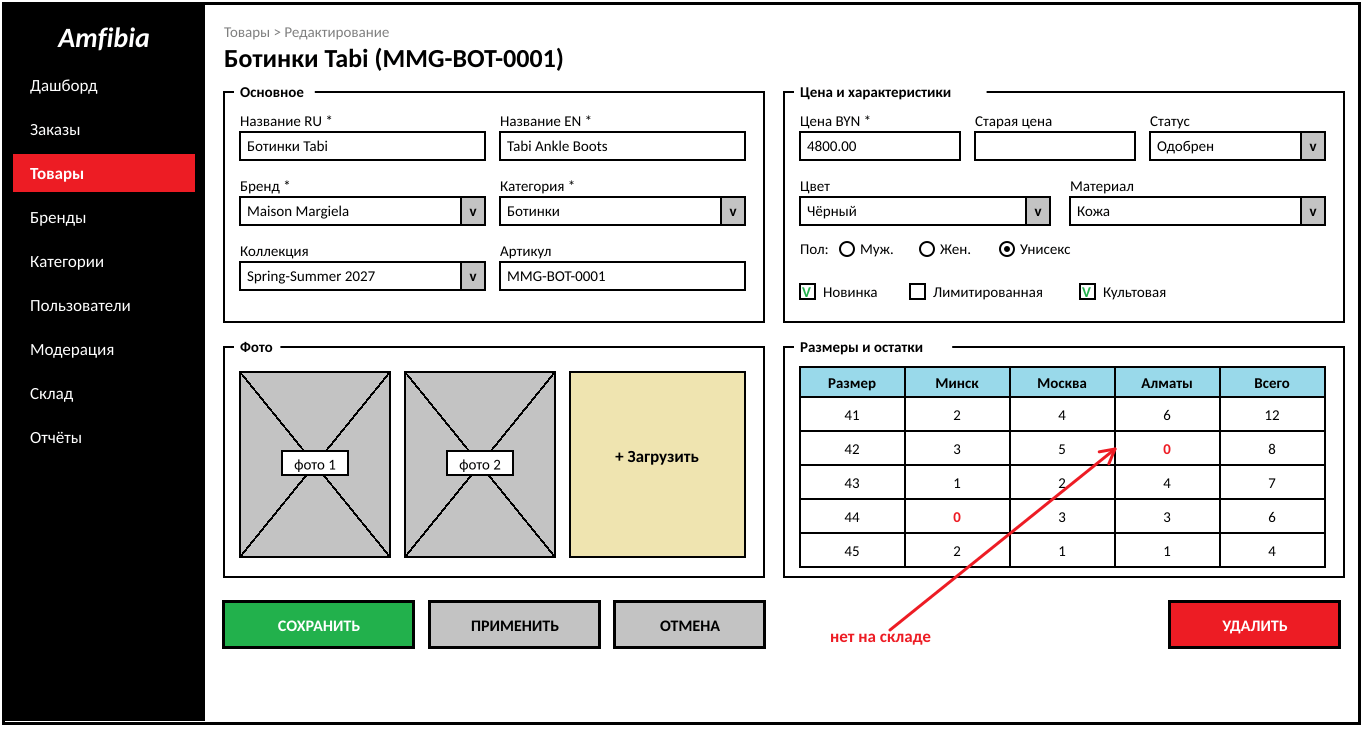 Amfibia
Дашборд
Заказы
Товары
Бренды
Категории
Пользователи
Модерация
Склад
Отчёты
Товары > Редактирование
Ботинки Tabi (MMG-BOT-0001)
Основное
Название RU * Название EN *
Ботинки Tabi Tabi Ankle Boots
Бренд * Категория *
Maison Margiela v Ботинки v
Коллекция Артикул
Spring-Summer 2027 v MMG-BOT-0001
Цена и характеристики
Цена BYN * Старая цена Статус
4800.00 Одобрен v
Цвет Материал
Чёрный v Кожа v
Пол: Муж. Жен. Унисекс
V Новинка Лимитированная V Культовая
Фото
фото 1 фото 2 + Загрузить
Размеры и остатки
Размер Минск Москва Алматы Всего
41 2 4 6 12
42 3 5 0 8
43 1 2 4 7
44 0 3 3 6
45 2 1 1 4
СОХРАНИТЬ ПРИМЕНИТЬ ОТМЕНА нет на складе УДАЛИТЬ